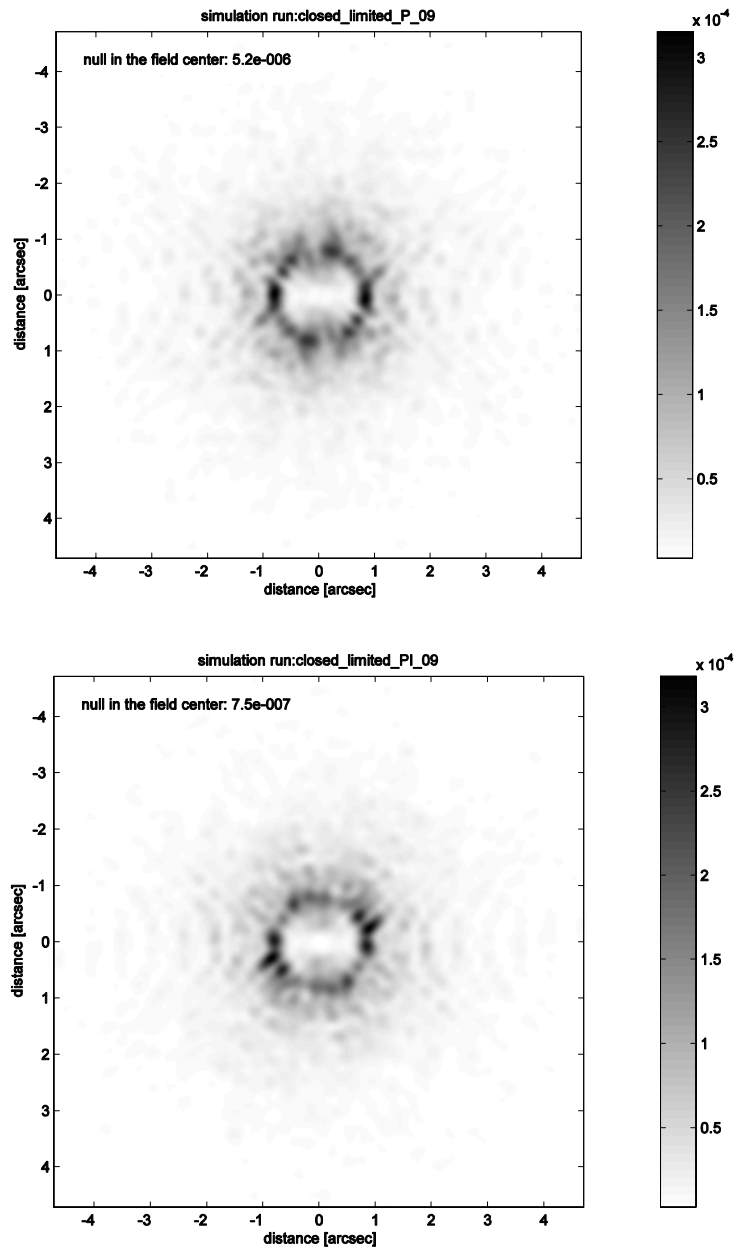 simulation run:closed_limited_P_09
x 10-4
null in the field center: 5.2e-006
-4
-3
-2
-1
0
1
2
3
4
distance [arcsec]
-4 -3 -2 -1 0 1 2 3 4
distance [arcsec]
3
2.5
2
1.5
1
0.5
simulation run:closed_limited_PI_09
x 10-4
null in the field center: 7.5e-007
-4
-3
-2
-1
0
1
2
3
4
distance [arcsec]
-4 -3 -2 -1 0 1 2 3 4
distance [arcsec]
3
2.5
2
1.5
1
0.5